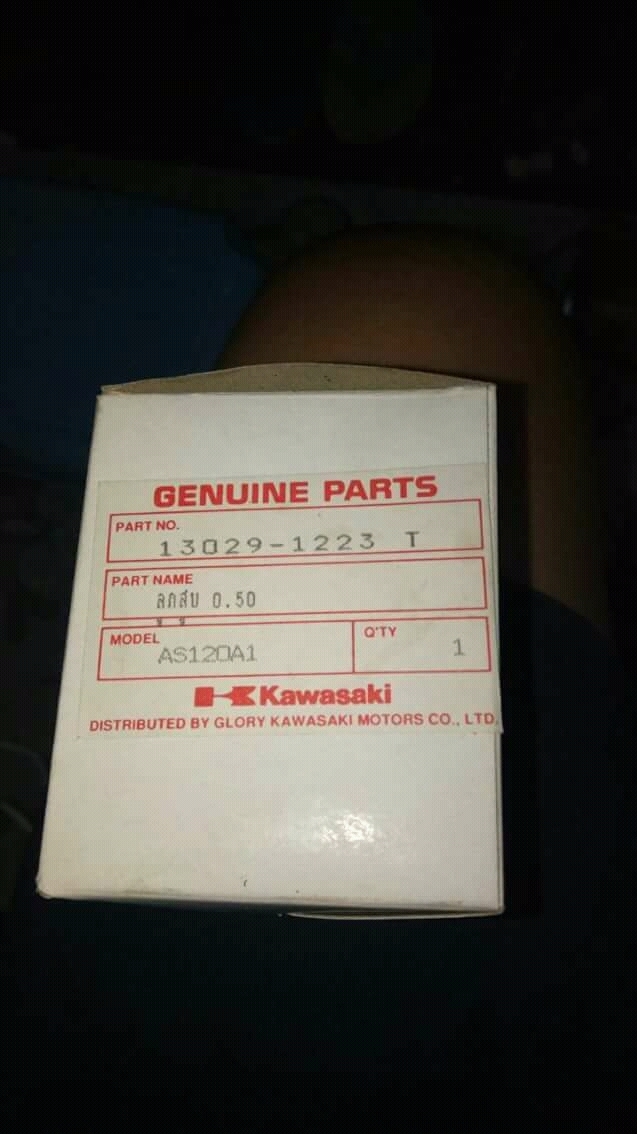 GENUINE PARTS
PART NO.
13029-1223 T
PART NAME
ลูกสูบ 0.50
MODEL
AS120A1
Q'TY
1
Kawasaki
DISTRIBUTED BY GLORY KAWASAKI MOTORS CO., LTD.